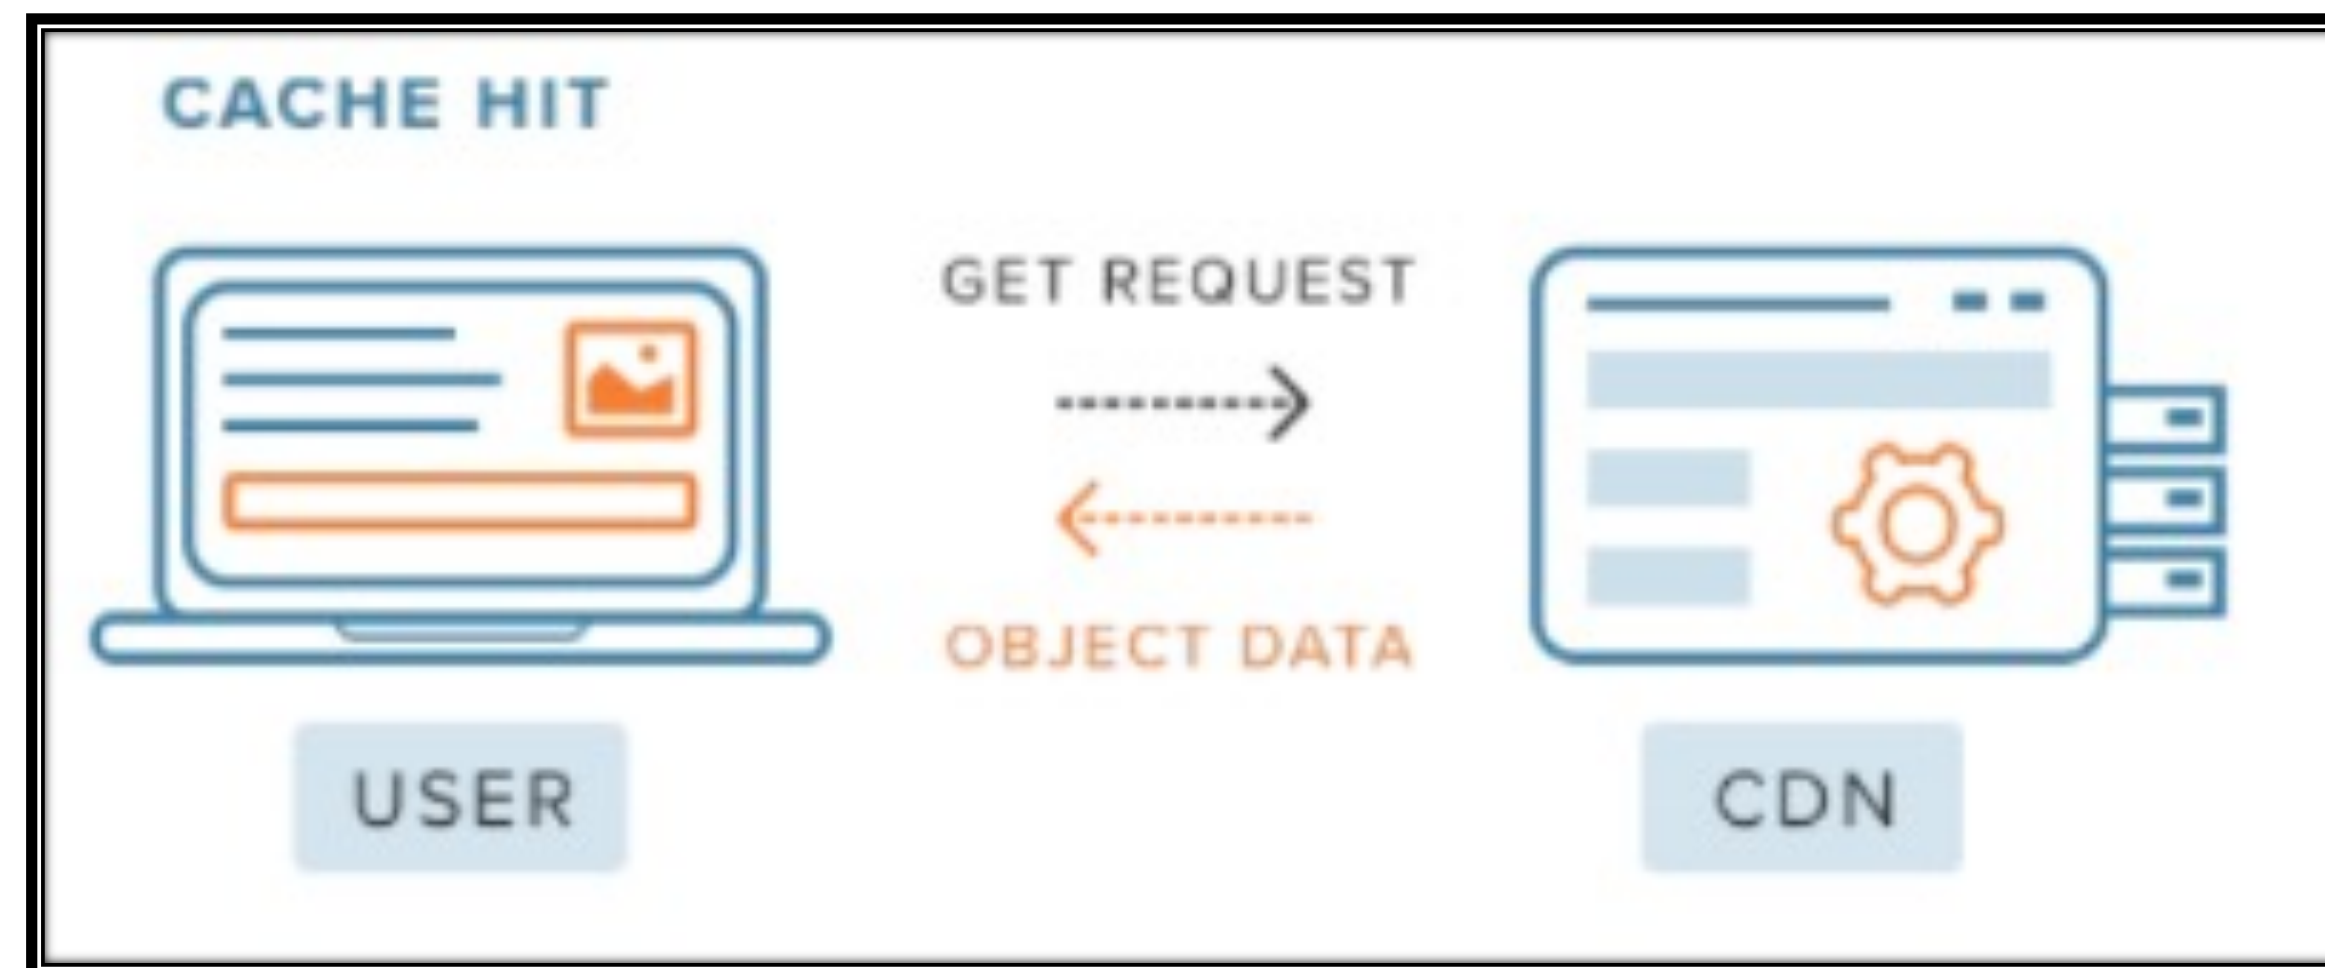 CACHE HIT
GET REQUEST
OBJECT DATA
USER
CDN